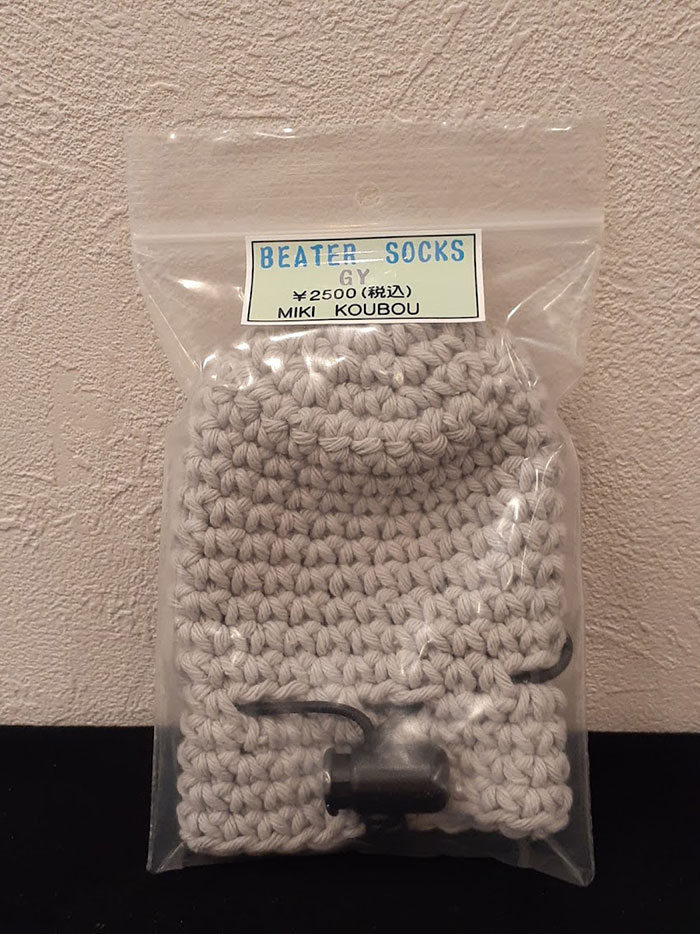 BEATER SOCKS
GY
¥2500(税込)
MIKI KOUBOU